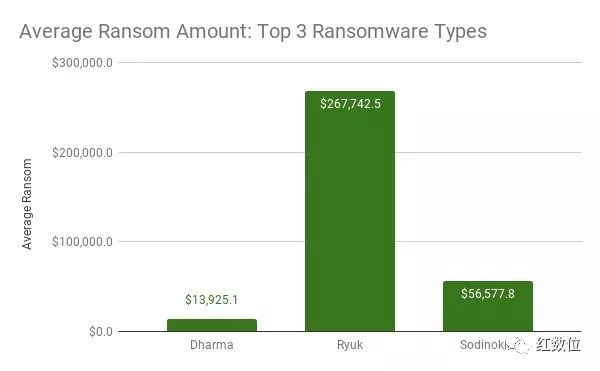 Average Ransom Amount: Top 3 Ransomware Types
$300,000.0
$200,000.0
$100,000.0
$0.0
Average Ransom
$13,925.1
$267,742.5
$56,577.8
Dharma
Ryuk
Sodinoki
红数位